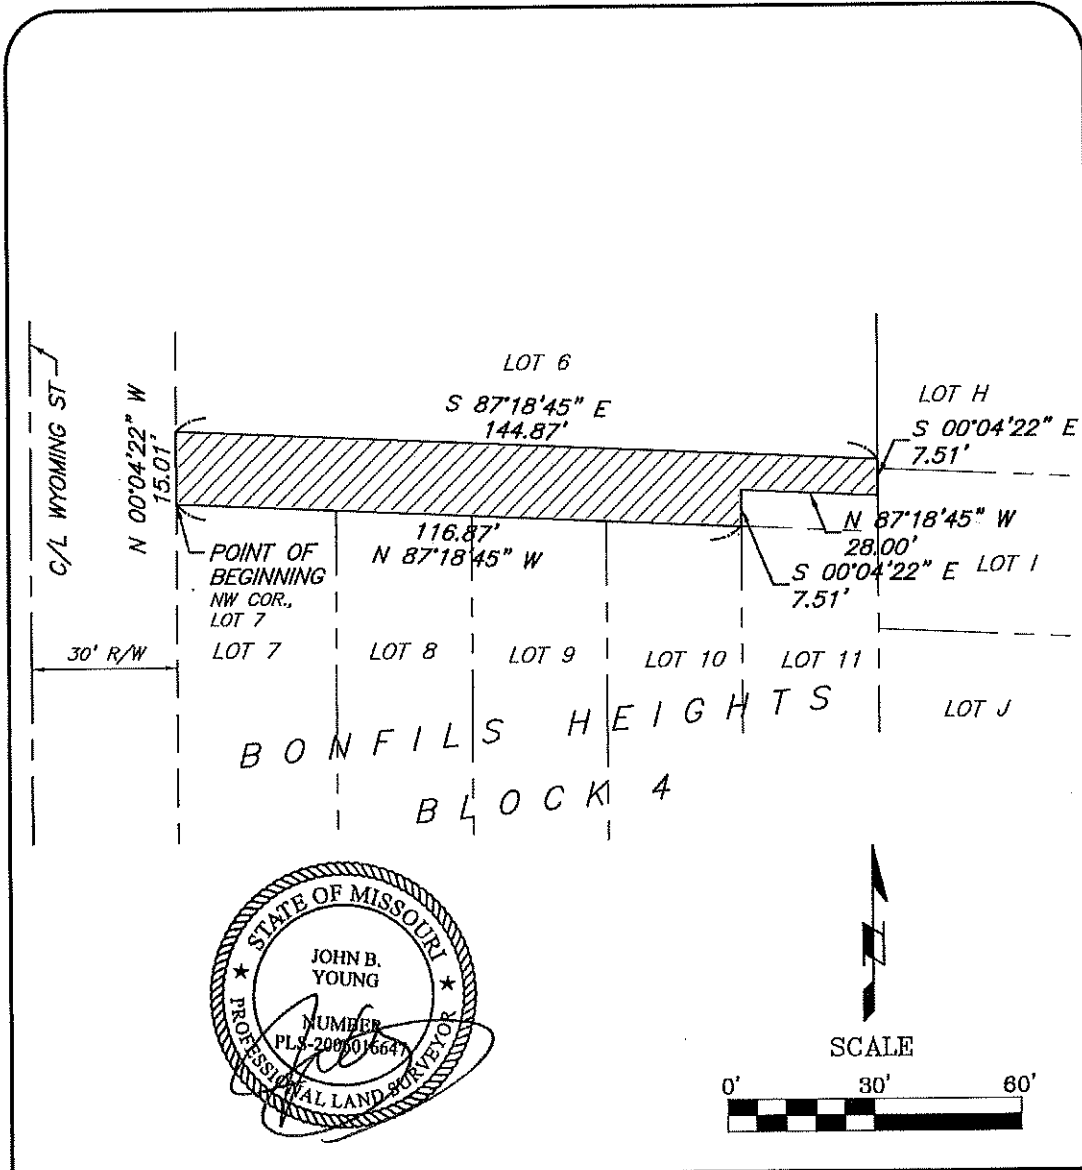 LOT 6
S 87°18'45" E
144.87'
LOT H
S 00°04'22" E
7.51'
C/L WYOMING ST
N 00°04'22" W
15.01'
N 87°18'45" W
28.00'
116.87'
N 87°18'45" W
S 00°04'22" E
7.51'
LOT I
POINT OF
BEGINNING
NW COR.,
LOT 7
30' R/W
LOT 7
LOT 8
LOT 9
LOT 10
LOT 11
LOT J
BONFILS HEIGHTS
BLOCK 4
STATE OF MISSOURI
JOHN B.
YOUNG
NUMBER
PLS-2006016647
PROFESSIONAL LAND SURVEYOR
SCALE
0' 30' 60'